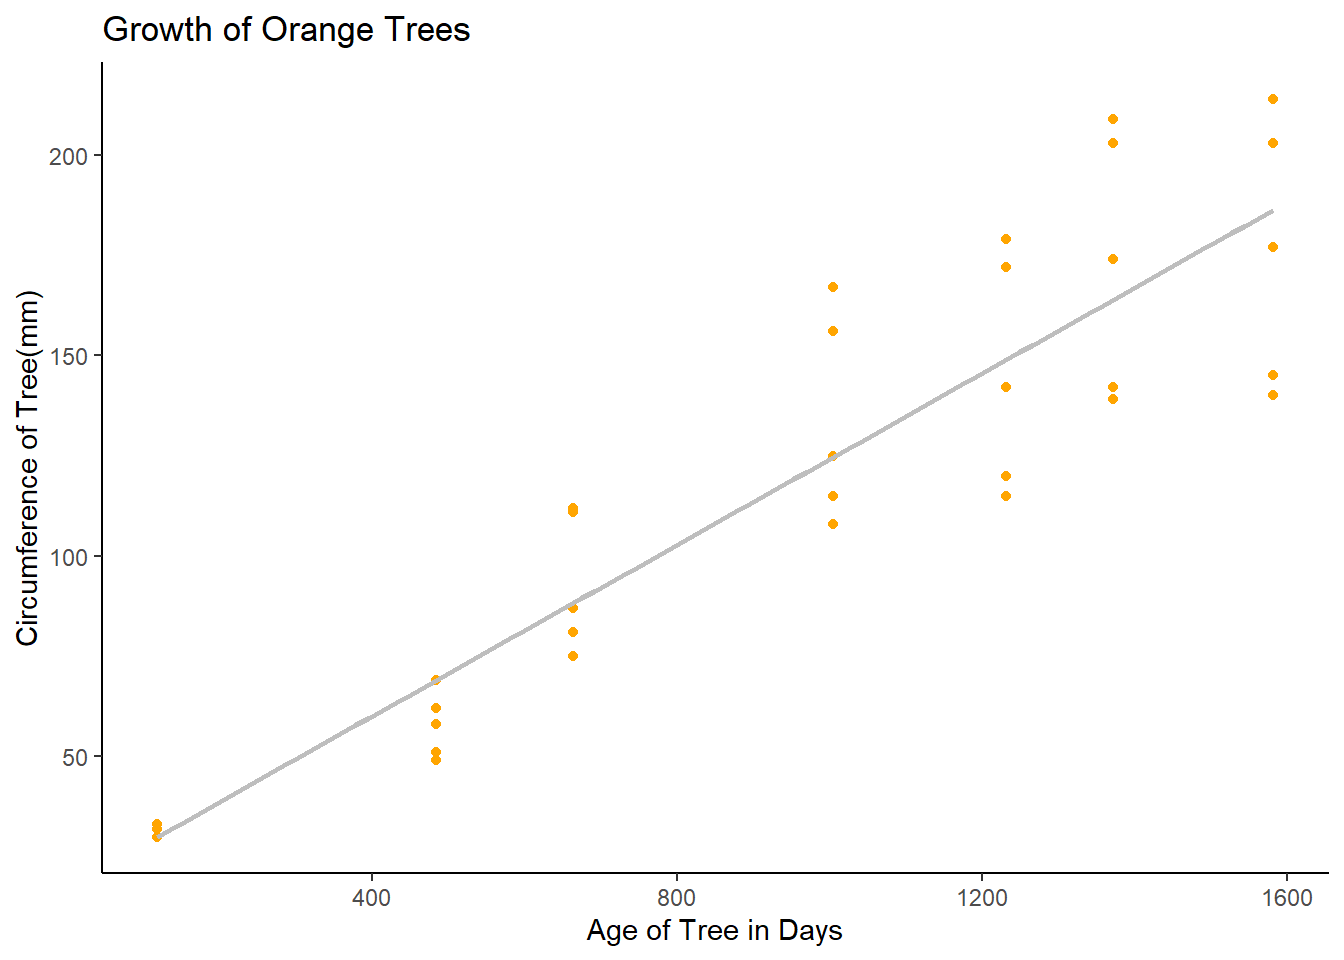 Growth of Orange Trees
Circumference of Tree(mm)
200
150
100
50
400 800 1200 1600
Age of Tree in Days